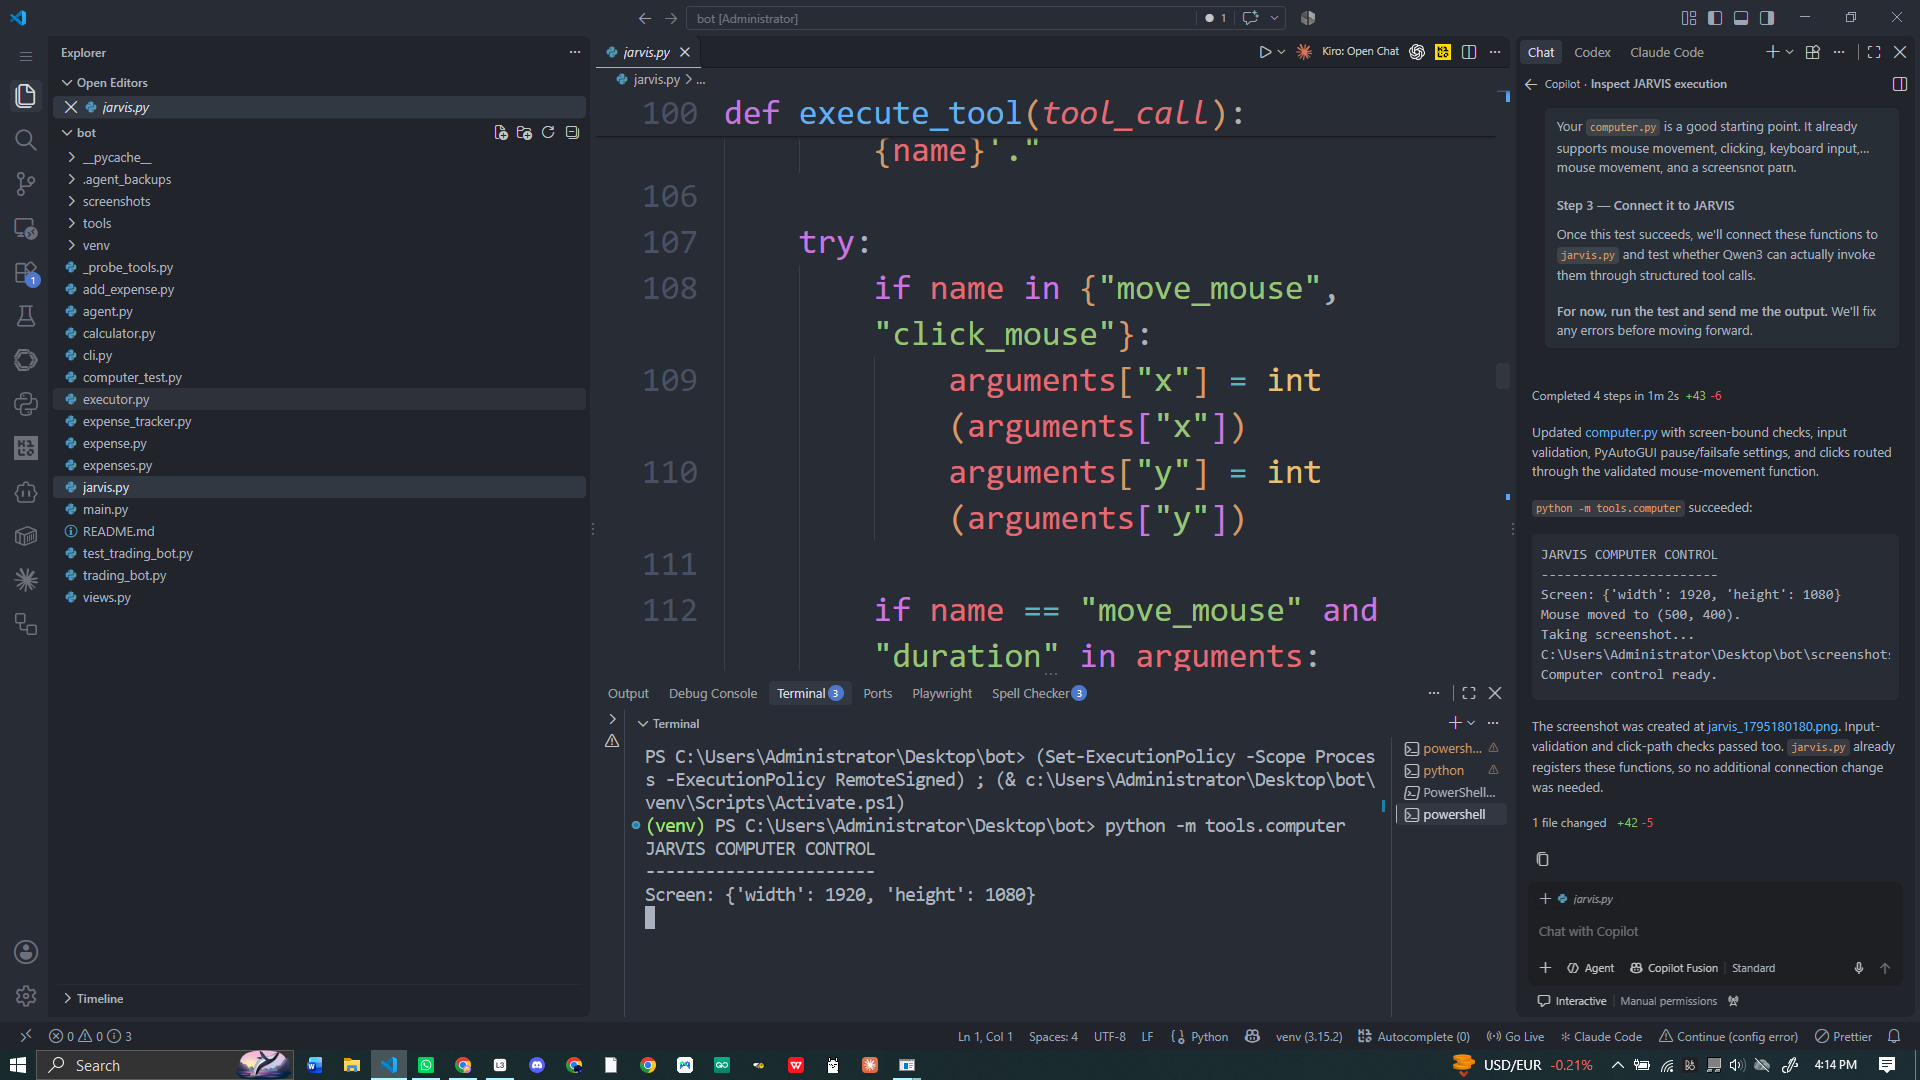 bot [Administrator]
1
Explorer
Open Editors
jarvis.py
bot
__pycache__
.agent_backups
screenshots
tools
venv
_probe_tools.py
add_expense.py
agent.py
calculator.py
cli.py
computer_test.py
executor.py
expense_tracker.py
expense.py
expenses.py
jarvis.py
main.py
README.md
test_trading_bot.py
trading_bot.py
views.py
Timeline
1
jarvis.py
Kiro: Open Chat
jarvis.py > ...
100 def execute_tool(tool_call):
{name}'."
106
107 try:
108 if name in {"move_mouse",
"click_mouse"}:
109 arguments["x"] = int
(arguments["x"])
110 arguments["y"] = int
(arguments["y"])
111
112 if name == "move_mouse" and
"duration" in arguments:
Output Debug Console Terminal 3 Ports Playwright Spell Checker 3
Terminal
PS C:\Users\Administrator\Desktop\bot> (Set-ExecutionPolicy -Scope Proces
s -ExecutionPolicy RemoteSigned) ; (& c:\Users\Administrator\Desktop\bot\
venv\Scripts\Activate.ps1)
(venv) PS C:\Users\Administrator\Desktop\bot> python -m tools.computer
JARVIS COMPUTER CONTROL
-----------------------
Screen: {'width': 1920, 'height': 1080}
powersh...
python
PowerShell...
powershell
Chat Codex Claude Code
Copilot · Inspect JARVIS execution
Your computer.py is a good starting point. It already
supports mouse movement, clicking, keyboard input,...
mouse movement, and a screenshot path.
Step 3 — Connect it to JARVIS
Once this test succeeds, we'll connect these functions to
jarvis.py and test whether Qwen3 can actually invoke
them through structured tool calls.
For now, run the test and send me the output. We'll fix
any errors before moving forward.
Completed 4 steps in 1m 2s +43 -6
Updated computer.py with screen-bound checks, input
validation, PyAutoGUI pause/failsafe settings, and clicks routed
through the validated mouse-movement function.
python -m tools.computer succeeded:
JARVIS COMPUTER CONTROL
-----------------------
Screen: {'width': 1920, 'height': 1080}
Mouse moved to (500, 400).
Taking screenshot...
C:\Users\Administrator\Desktop\bot\screenshots
Computer control ready.
The screenshot was created at jarvis_1795180180.png. Input-
validation and click-path checks passed too. jarvis.py already
registers these functions, so no additional connection change
was needed.
1 file changed +42 -5
jarvis.py
Chat with Copilot
Agent Copilot Fusion Standard
Interactive Manual permissions
0 0 3
Ln 1, Col 1 Spaces: 4 UTF-8 LF Python venv (3.15.2) Autocomplete (0) Go Live Claude Code Continue (config error) Prettier
Search
USD/EUR -0.21%
4:14 PM